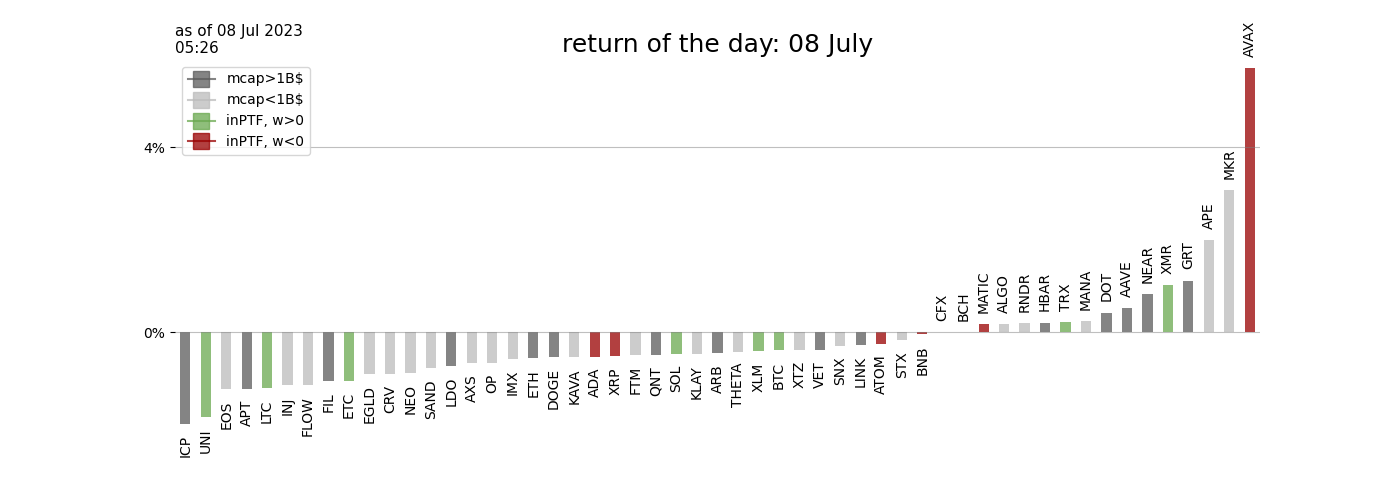 as of 08 Jul 2023
05:26
return of the day: 08 July
mcap>1B$
mcap<1B$
inPTF, w>0
inPTF, w<0
4%
0%
ICP
UNI
EOS
APT
LTC
INJ
FLOW
FIL
ETC
EGLD
CRV
NEO
SAND
LDO
AXS
OP
IMX
ETH
DOGE
KAVA
ADA
XRP
FTM
QNT
SOL
KLAY
ARB
THETA
XLM
BTC
XTZ
VET
SNX
LINK
ATOM
STX
BNB
CFX
BCH
MATIC
ALGO
RNDR
HBAR
TRX
MANA
DOT
AAVE
NEAR
XMR
GRT
APE
MKR
AVAX